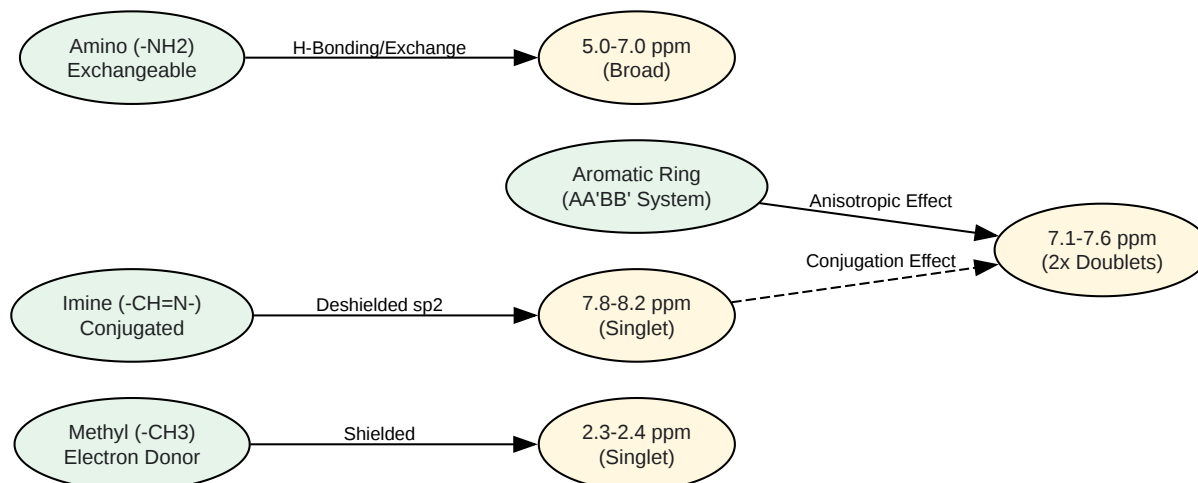 Amino (-NH2)
Exchangeable
H-Bonding/Exchange
5.0-7.0 ppm
(Broad)
Aromatic Ring
(AA'BB' System)
Anisotropic Effect
7.1-7.6 ppm
(2x Doublets)
Conjugation Effect
Imine (-CH=N-)
Conjugated
Deshielded sp2
7.8-8.2 ppm
(Singlet)
Methyl (-CH3)
Electron Donor
Shielded
2.3-2.4 ppm
(Singlet)